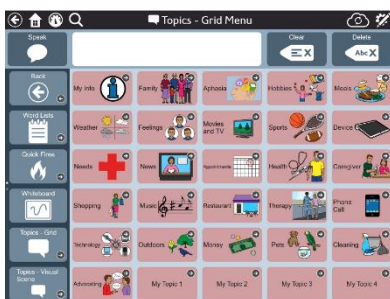 Topics - Grid Menu
Speak
Clear
X
Delete
Abc X
Back
My Info
Family
Aphasia
Hobbies
Meals
Word Lists
Weather
Feelings
Movies
and TV
Sports
Device
Quick Fires
Needs
News
Appointments
Health
Caregiver
Whiteboard
Shopping
Music
Restaurant
Therapy
Phone
Call
Topics - Grid
Technology
Outdoors
Money
Pets
Cleaning
Topics - Visual
Scene
Advocating
My Topic 1
My Topic 2
My Topic 3
My Topic 4